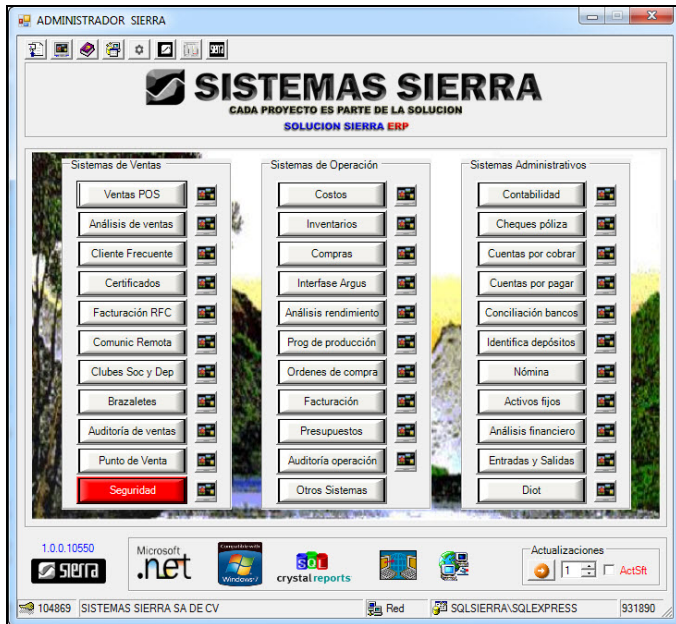 ADMINISTRADOR SIERRA
SISTEMAS SIERRA
CADA PROYECTO ES PARTE DE LA SOLUCION
SOLUCION SIERRA ERP
Sistemas de Ventas
Ventas POS
Análisis de ventas
Cliente Frecuente
Certificados
Facturación RFC
Comunic Remota
Clubes Soc y Dep
Brazaletes
Auditoría de ventas
Punto de Venta
Seguridad
Sistemas de Operación
Costos
Inventarios
Compras
Interfase Argus
Análisis rendimiento
Prog de producción
Ordenes de compra
Facturación
Presupuestos
Auditoría operación
Otros Sistemas
Sistemas Administrativos
Contabilidad
Cheques póliza
Cuentas por cobrar
Cuentas por pagar
Conciliación bancos
Identifica depósitos
Nómina
Activos fijos
Análisis financiero
Entradas y Salidas
Diot
1.0.0.10550
sierra
Microsoft
.net
Compatible with
Windows 7
SQL
crystal reports
Actualizaciones
1
ActSft
104869 SISTEMAS SIERRA SA DE CV Red SQLSIERRA\SQLEXPRESS 931890